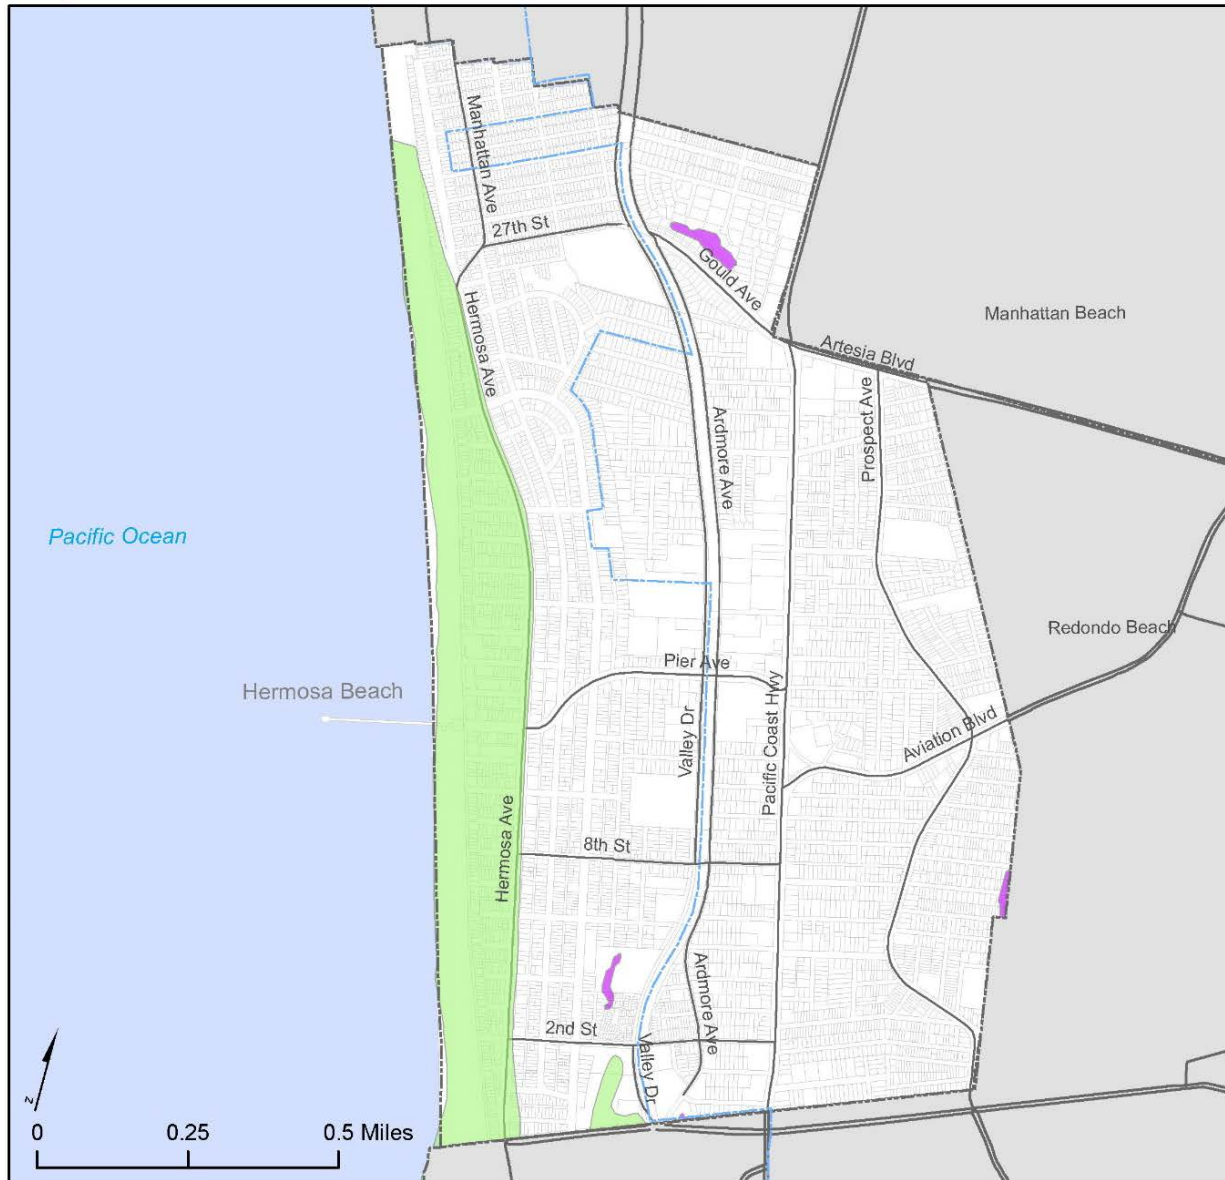 Manhattan Ave
27th St
Gould Ave
Hermosa Ave
Manhattan Beach
Artesia Blvd
Prospect Ave
Ardmore Ave
Pacific Ocean
Redondo Beach
Hermosa Beach
Pier Ave
Valley Dr
Pacific Coast Hwy
Aviation Blvd
8th St
Hermosa Ave
Ardmore Ave
2nd St
Valley Dr
z
0 0.25 0.5 Miles